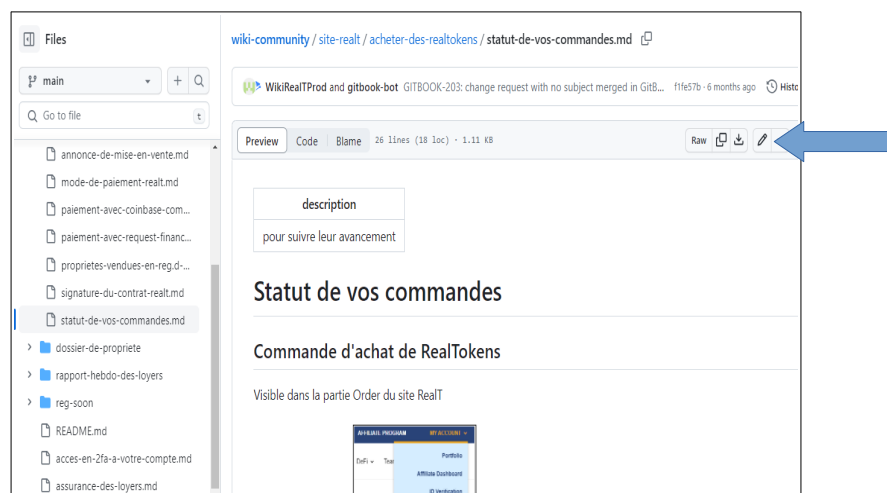 Files
main
Go to file
t
annonce-de-mise-en-vente.md
mode-de-paiement-realt.md
paiement-avec-coinbase-com...
paiement-avec-request-financ...
proprietes-vendues-en-reg.d-...
signature-du-contrat-realt.md
statut-de-vos-commandes.md
dossier-de-propriete
rapport-hebdo-des-loyers
reg-soon
README.md
acces-en-2fa-a-votre-compte.md
assurance-des-loyers.md
wiki-community / site-realt / acheter-des-realtokens / statut-de-vos-commandes.md
WikiRealTProd and gitbook-bot GITBOOK-203: change request with no subject merged in GitB... f1fe57b · 6 months ago Histo
Preview Code Blame 26 lines (18 loc) · 1.11 KB Raw
description
pour suivre leur avancement
Statut de vos commandes
Commande d'achat de RealTokens
Visible dans la partie Order du site RealT
AFFILIATE PROGRAM MY ACCOUNT
DeFi
Portfolio
Affiliate Dashboard
ID Verification